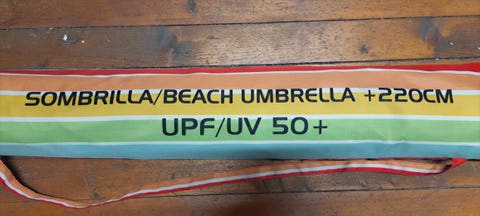 SOMBRILLA/BEACH UMBRELLA +220CM
UPF/UV 50+